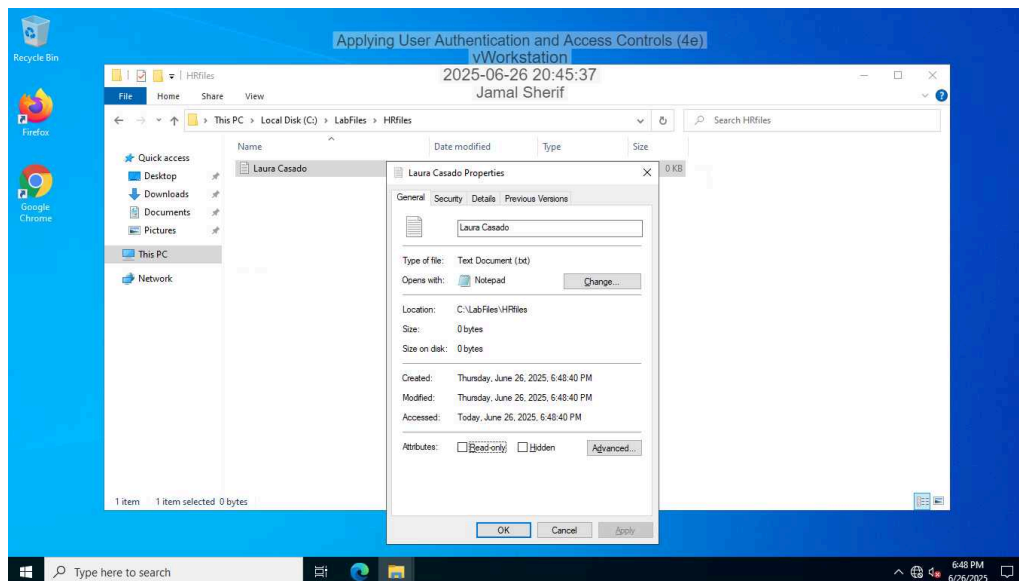 Recycle Bin
Firefox
Google
Chrome
Applying User Authentication and Access Controls (4e)
vWorkstation
2025-06-26 20:45:37
Jamal Sherif
HRfiles
File Home Share View
This PC > Local Disk (C:) > LabFiles > HRfiles
Search HRfiles
Name Date modified Type Size
Quick access
Desktop
Downloads
Documents
Pictures
This PC
Network
Laura Casado 0 KB
Laura Casado Properties
General Security Details Previous Versions
Laura Casado
Type of file: Text Document (.txt)
Opens with: Notepad Change...
Location: C:\LabFiles\HRfiles
Size: 0 bytes
Size on disk: 0 bytes
Created: Thursday, June 26, 2025, 6:48:40 PM
Modified: Thursday, June 26, 2025, 6:48:40 PM
Accessed: Today, June 26, 2025, 6:48:40 PM
Attributes: Read-only Hidden Advanced...
OK Cancel Apply
1 item 1 item selected 0 bytes
Type here to search
6:48 PM
6/26/2025